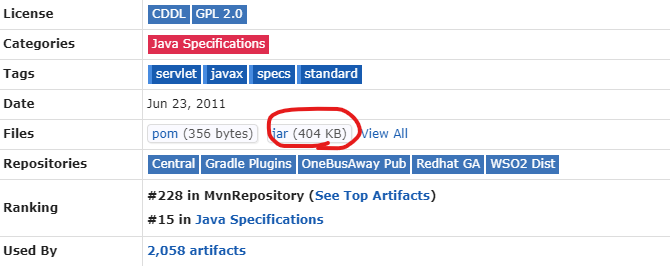 License CDDL GPL 2.0
Categories Java Specifications
Tags servlet javax specs standard
Date Jun 23, 2011
Files pom (356 bytes) jar (404 KB) View All
Repositories Central Gradle Plugins OneBusAway Pub Redhat GA WSO2 Dist
Ranking #228 in MvnRepository (See Top Artifacts)
#15 in Java Specifications
Used By 2,058 artifacts